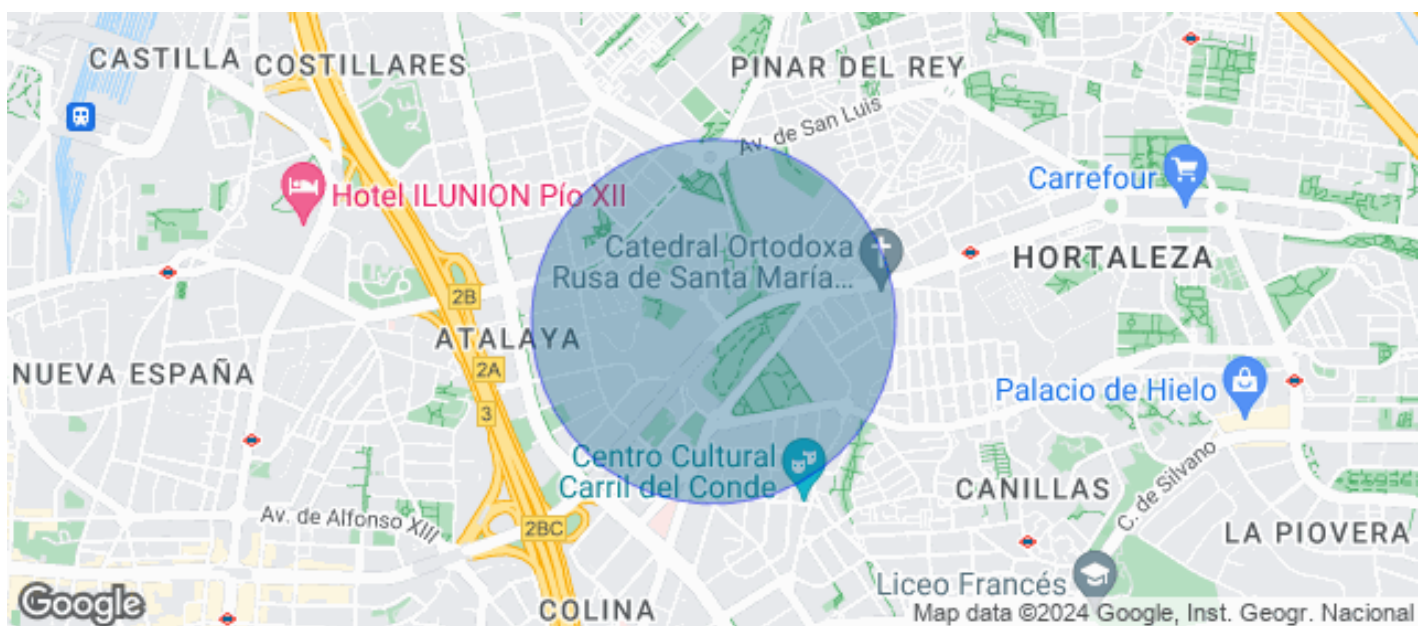 CASTILLA
COSTILLARES
PINAR DEL REY
Av. de San Luis
Hotel ILUNION Pío XII
Carrefour
Catedral Ortodoxa
Rusa de Santa María...
HORTALEZA
2B
ATALAYA
2A
NUEVA ESPAÑA
Palacio de Hielo
3
Centro Cultural
Carril del Conde
CANILLAS
C. de Silvano
Av. de Alfonso XIII
2BC
LA PIOVERA
Liceo Francés
Google
COLINA
Map data ©2024 Google, Inst. Geogr. Nacional